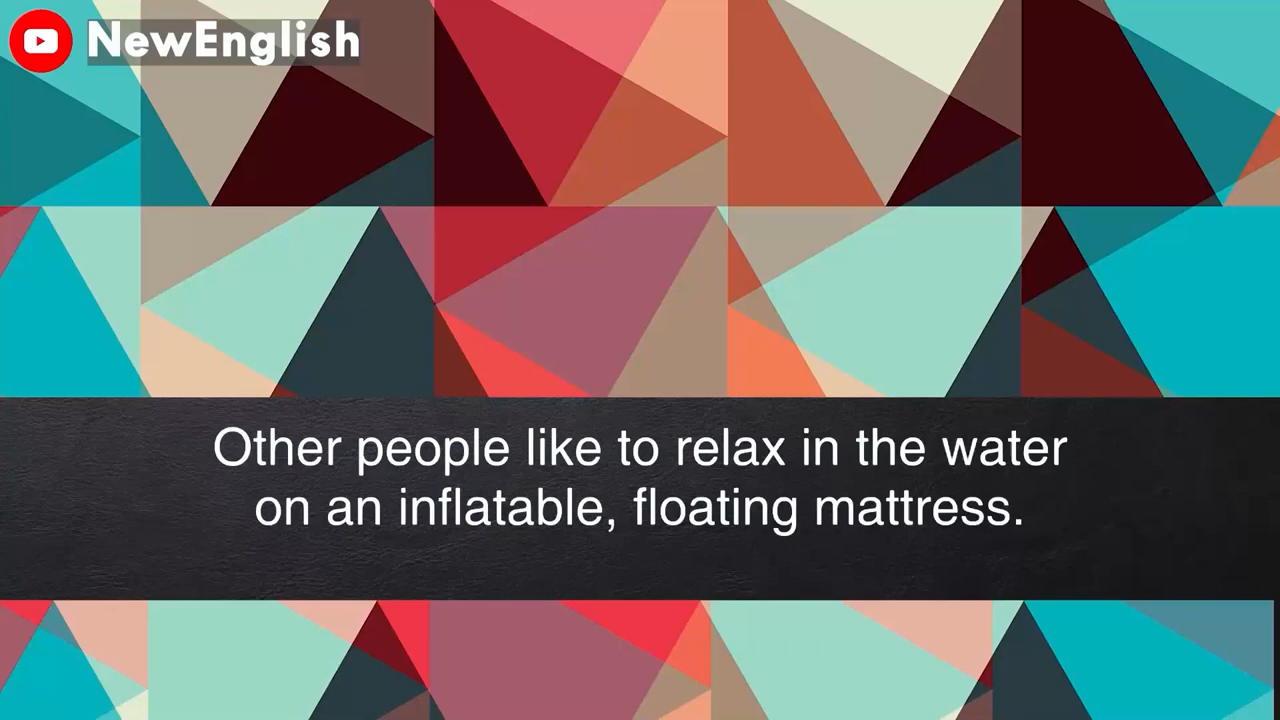 NewEnglish
Other people like to relax in the water
on an inflatable, floating mattress.